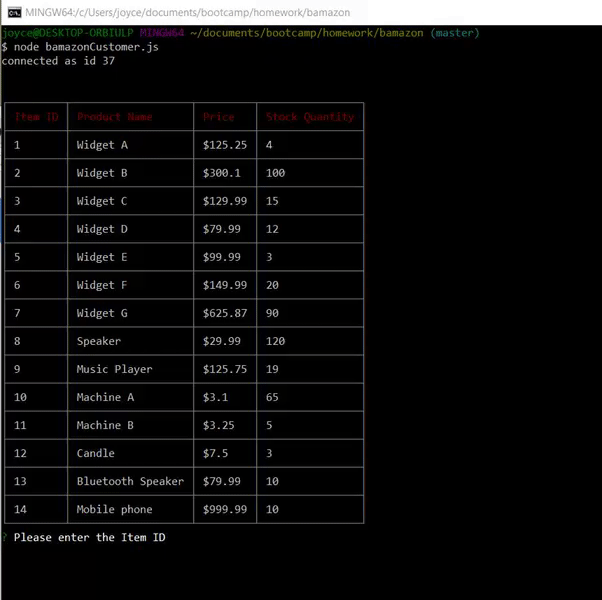 MINGW64:/c/Users/joyce/documents/bootcamp/homework/bamazon
joyce@DESKTOP-ORBIULP MINGW64 ~/documents/bootcamp/homework/bamazon (master)
$ node bamazonCustomer.js
connected as id 37
Item ID Product Name Price Stock Quantity
1 Widget A $125.25 4
2 Widget B $300.1 100
3 Widget C $129.99 15
4 Widget D $79.99 12
5 Widget E $99.99 3
6 Widget F $149.99 20
7 Widget G $625.87 90
8 Speaker $29.99 120
9 Music Player $125.75 19
10 Machine A $3.1 65
11 Machine B $3.25 5
12 Candle $7.5 3
13 Bluetooth Speaker $79.99 10
14 Mobile phone $999.99 10
? Please enter the Item ID